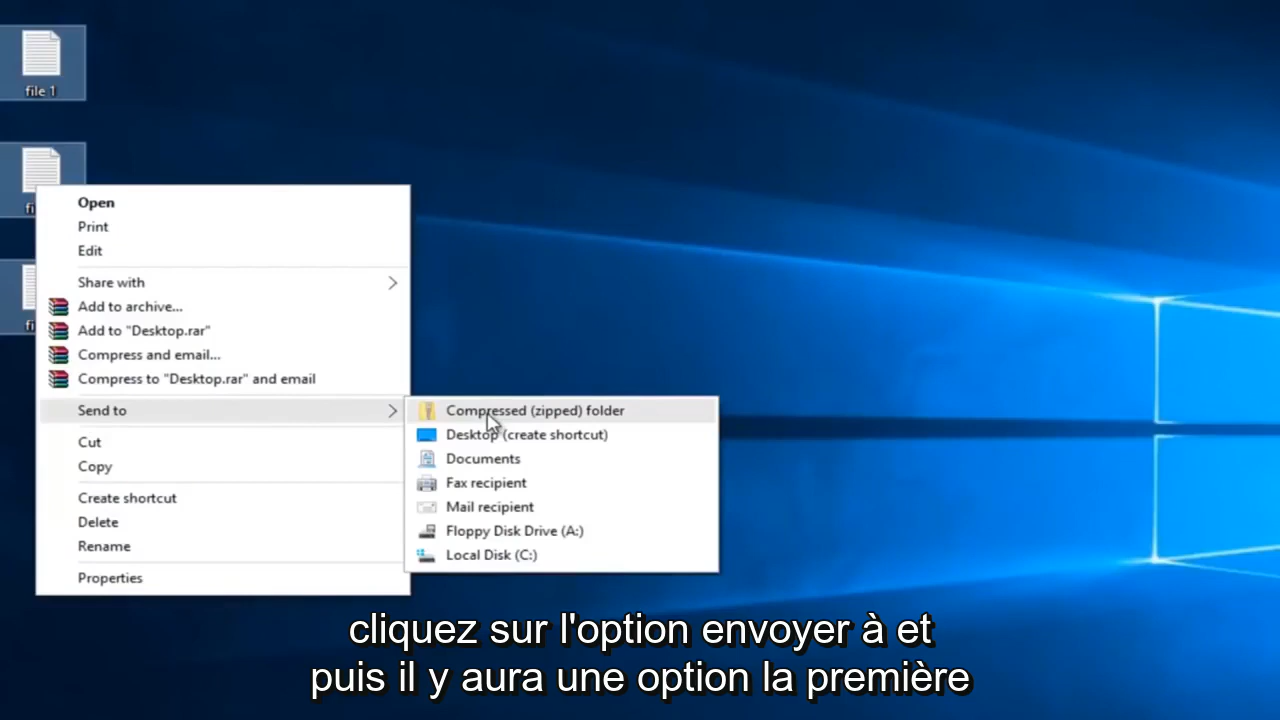 file 1
fi
fi
Open
Print
Edit
Share with
Add to archive...
Add to "Desktop.rar"
Compress and email...
Compress to "Desktop.rar" and email
Send to
Cut
Copy
Create shortcut
Delete
Rename
Properties
Compressed (zipped) folder
Desktop (create shortcut)
Documents
Fax recipient
Mail recipient
Floppy Disk Drive (A:)
Local Disk (C:)
cliquez sur l'option envoyer à et
puis il y aura une option la première